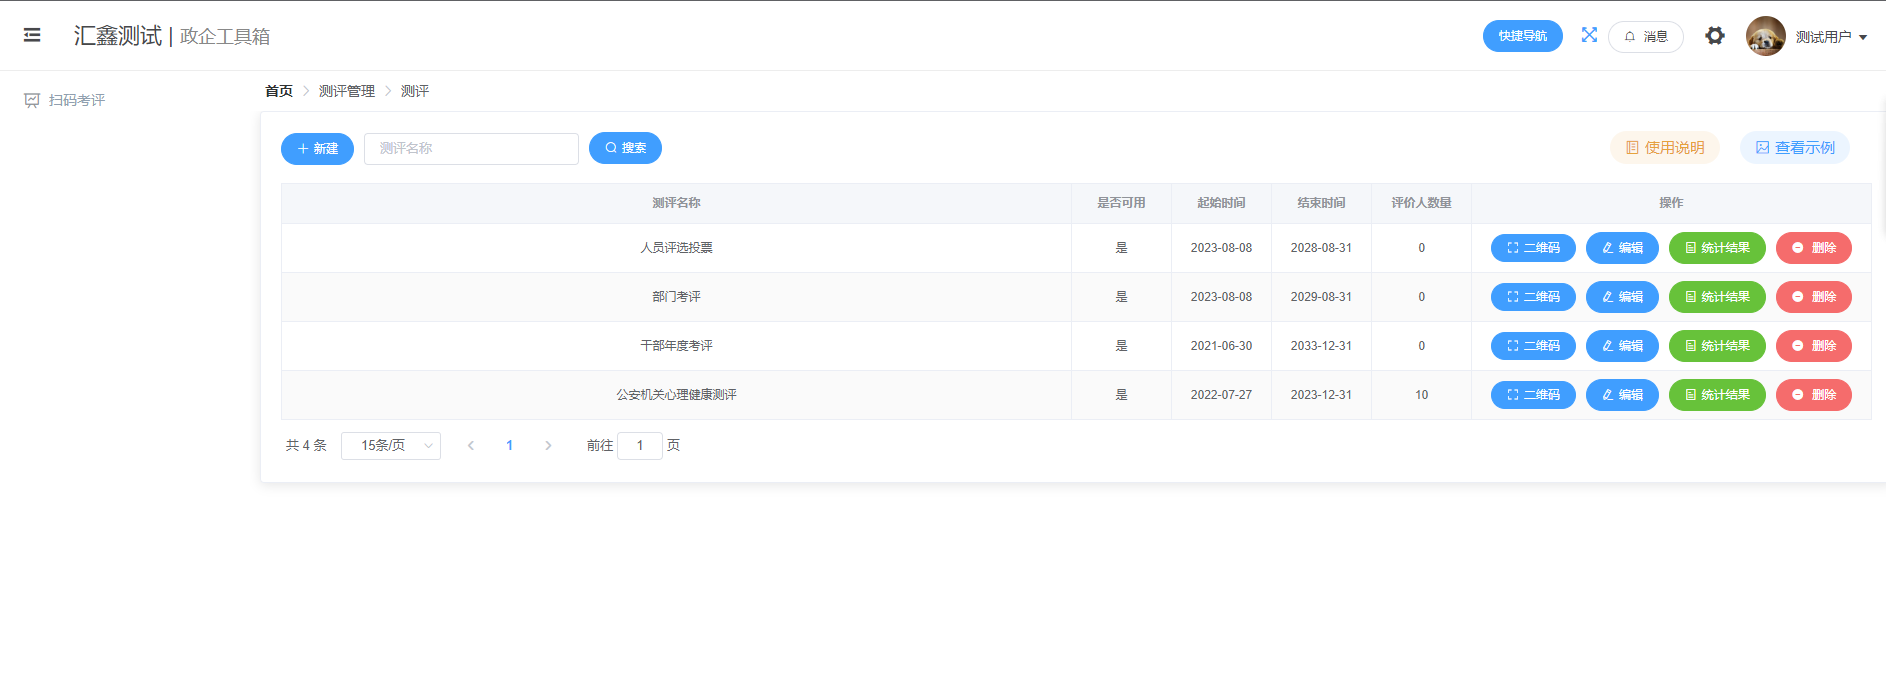 汇鑫测试 | 政企工具箱
快捷导航
消息
测试用户
扫码考评
首页 > 测评管理 > 测评
新建
测评名称
搜索
使用说明
查看示例
测评名称 是否可用 起始时间 结束时间 评价人数量 操作
人员评选投票 是 2023-08-08 2028-08-31 0 二维码 编辑 统计结果 删除
部门考评 是 2023-08-08 2029-08-31 0 二维码 编辑 统计结果 删除
干部年度考评 是 2021-06-30 2033-12-31 0 二维码 编辑 统计结果 删除
公安机关心理健康测评 是 2022-07-27 2023-12-31 10 二维码 编辑 统计结果 删除
共 4 条 15条/页 < 1 > 前往 1 页